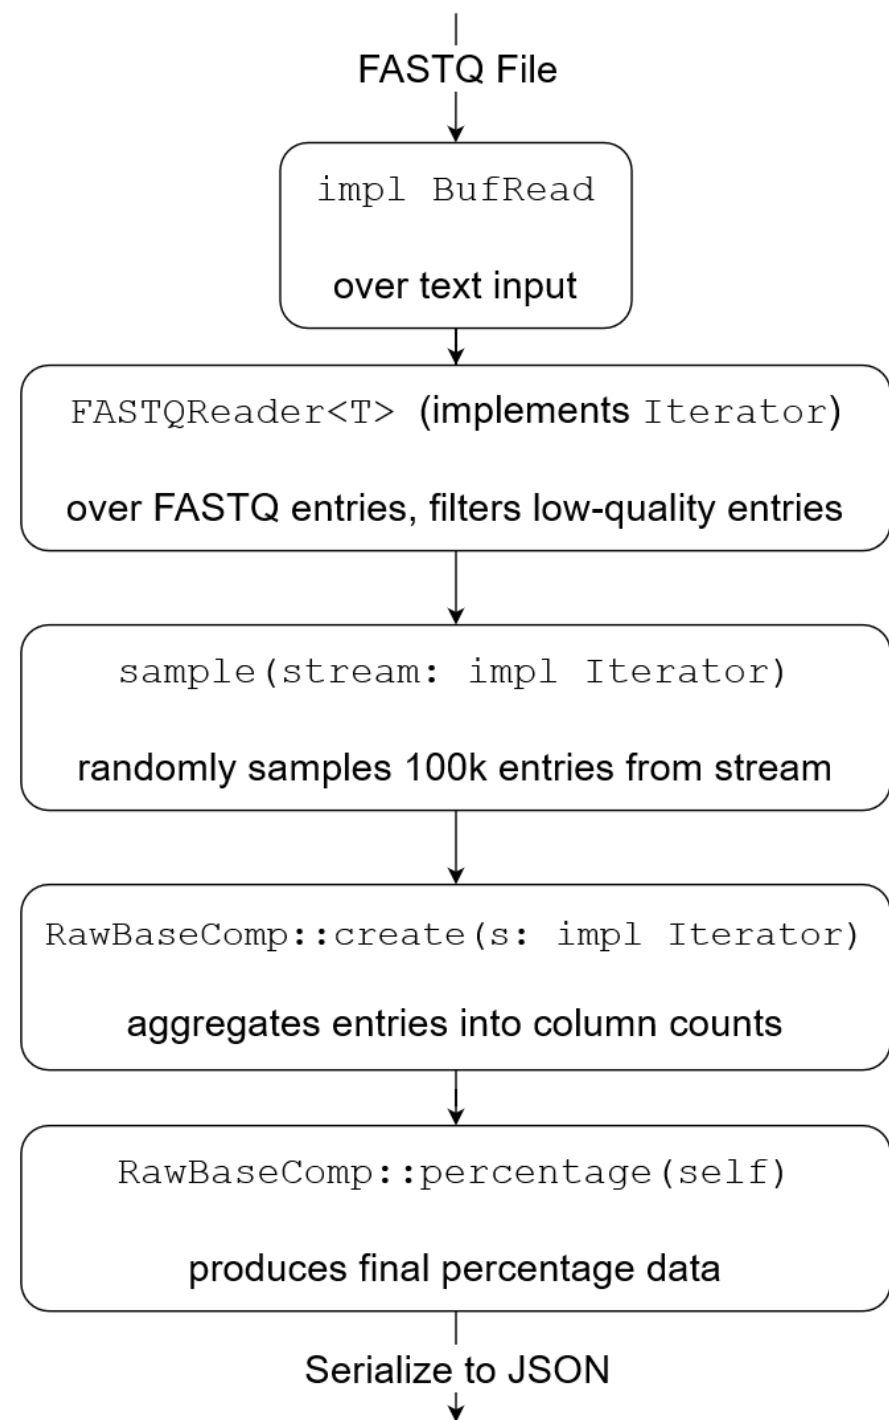 FASTQ File
impl BufRead
over text input
FASTQReader<T> (implements Iterator)
over FASTQ entries, filters low-quality entries
sample(stream: impl Iterator)
randomly samples 100k entries from stream
RawBaseComp::create(s: impl Iterator)
aggregates entries into column counts
RawBaseComp::percentage(self)
produces final percentage data
Serialize to JSON